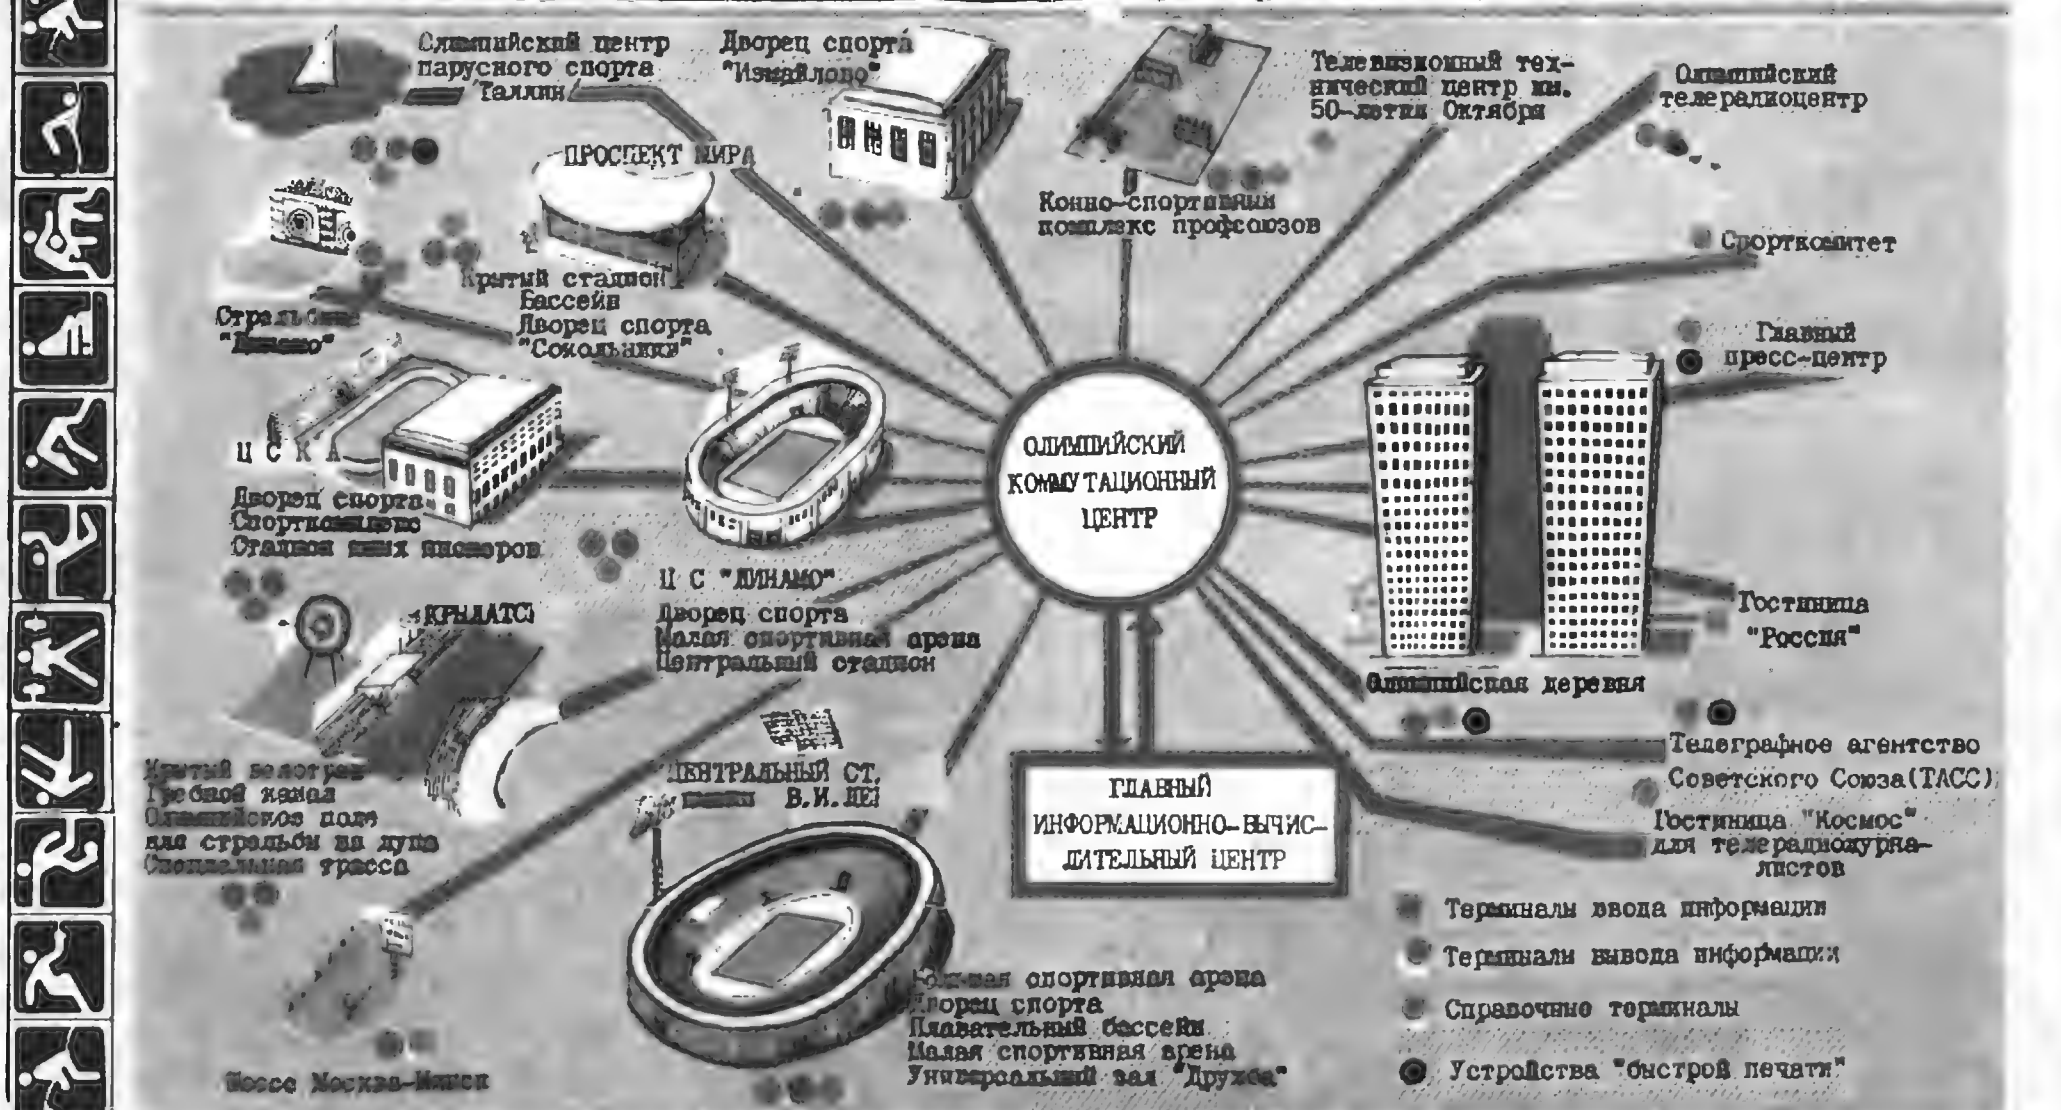 Олимпийский центр
парусного спорта
Таллин
Дворец спорта
"Измайлово"
Телевизионный тех-
нический центр им.
50-летия Октября
Олимпийский
телерадиоцентр
ПРОСПЕКТ МИРА
Конно-спортивный
комплекс профсоюзов
Спорткомитет
Крытый стадион
Бассейн
Дворец спорта
"Сокольники"
Стрельбище
"Динамо"
Главный
пресс-центр
ЦСКА
Дворец спорта
Спорткомплекс
Стадион юных пионеров
ОЛИМПИЙСКИЙ
КОММУТАЦИОННЫЙ
ЦЕНТР
Ц С "ДИНАМО"
Дворец спорта
Малая спортивная арена
Центральный стадион
КРЫЛАТС
Гостиница
"Россия"
Олимпийская деревня
Телеграфное агентство
Советского Союза(ТАСС)
Гостиница "Космос"
для телерадиожурна-
листов
Крытый велотрек
Гребной канал
Олимпийское поле
для стрельбы из лука
Специальная трасса
ЦЕНТРАЛЬНЫЙ СТ.
имени В.И.ЛЕ
ГЛАВНЫЙ
ИНФОРМАЦИОННО-ВЫЧИС-
ЛИТЕЛЬНЫЙ ЦЕНТР
Большая спортивная арена
Дворец спорта
Плавательный бассейн
Малая спортивная арена
Универсальный зал "Дружба"
Шоссе Москва-Минск
Терминалы ввода информации
Терминалы вывода информации
Справочные терминалы
Устройства "быстрой печати"